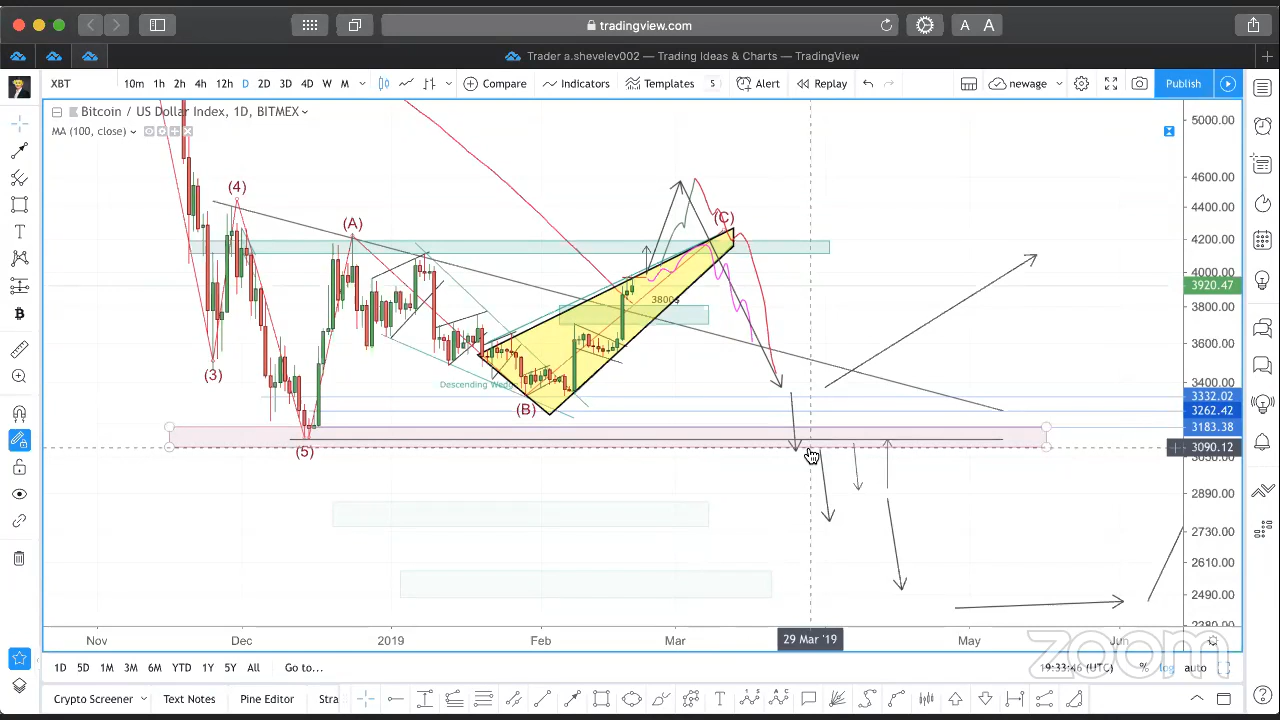 tradingview.com
A A
Trader a.shevelev002 — Trading Ideas & Charts — TradingView
XBT 10m 1h 2h 4h 12h D 2D 3D 4D W M Compare Indicators Templates 5 Alert Replay newage Publish
Bitcoin / US Dollar Index, 1D, BITMEX
MA (100, close)
5000.00
4600.00
4400.00
4200.00
4000.00
3920.47
3800.00
3600.00
3400.00
3332.02
3262.42
3183.38
3090.12
2890.00
2730.00
2610.00
2490.00
2380.00
(4)
(A)
(C)
3800$
(3)
Descending Wedge
(B)
(5)
Nov Dec 2019 Feb Mar 29 Mar '19 May Jun
zoom
1D 5D 1M 3M 6M YTD 1Y 5Y All Go to... 19:33:46 (UTC) % log auto
Crypto Screener Text Notes Pine Editor Stra